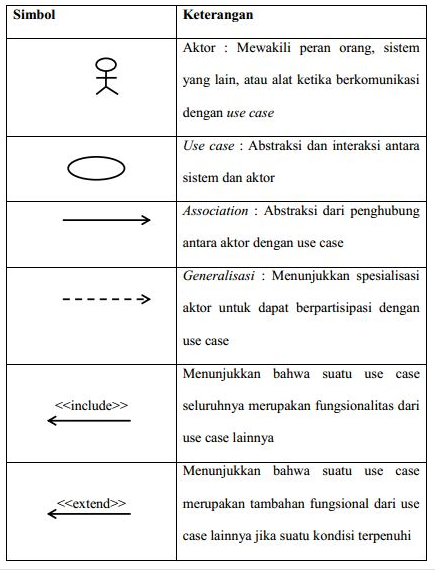 Simbol
Keterangan
Aktor : Mewakili peran orang, sistem
yang lain, atau alat ketika berkomunikasi
dengan use case
Use case : Abstraksi dan interaksi antara
sistem dan aktor
Association : Abstraksi dari penghubung
antara aktor dengan use case
Generalisasi : Menunjukkan spesialisasi
aktor untuk dapat berpartisipasi dengan
use case
<<include>>
Menunjukkan bahwa suatu use case
seluruhnya merupakan fungsionalitas dari
use case lainnya
<<extend>>
Menunjukkan bahwa suatu use case
merupakan tambahan fungsional dari use
case lainnya jika suatu kondisi terpenuhi